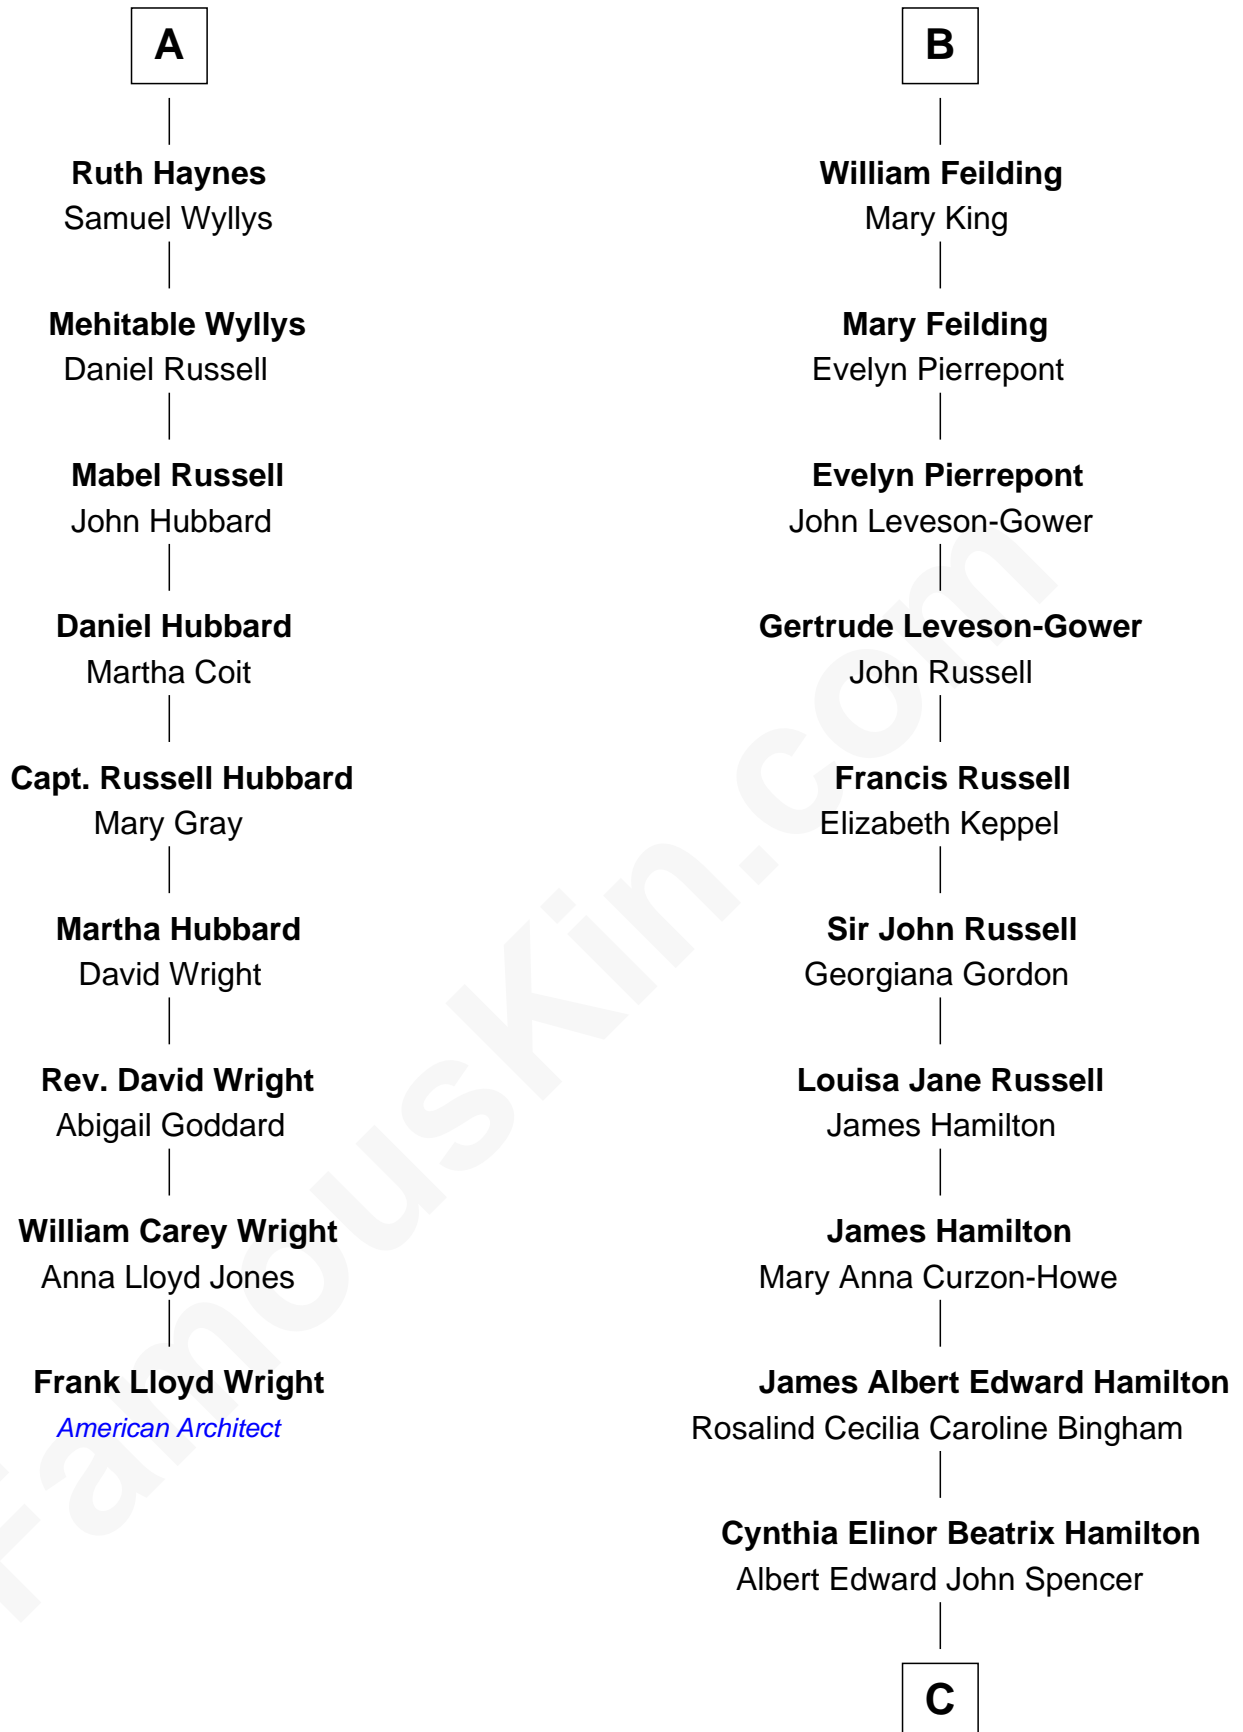 A
Ruth Haynes
Samuel Wyllys
Mehitable Wyllys
Daniel Russell
Mabel Russell
John Hubbard
Daniel Hubbard
Martha Coit
Capt. Russell Hubbard
Mary Gray
Martha Hubbard
David Wright
Rev. David Wright
Abigail Goddard
William Carey Wright
Anna Lloyd Jones
Frank Lloyd Wright
American Architect
B
William Feilding
Mary King
Mary Feilding
Evelyn Pierrepont
Evelyn Pierrepont
John Leveson-Gower
Gertrude Leveson-Gower
John Russell
Francis Russell
Elizabeth Keppel
Sir John Russell
Georgiana Gordon
Louisa Jane Russell
James Hamilton
James Hamilton
Mary Anna Curzon-Howe
James Albert Edward Hamilton
Rosalind Cecilia Caroline Bingham
Cynthia Elinor Beatrix Hamilton
Albert Edward John Spencer
C
FamousKin.com